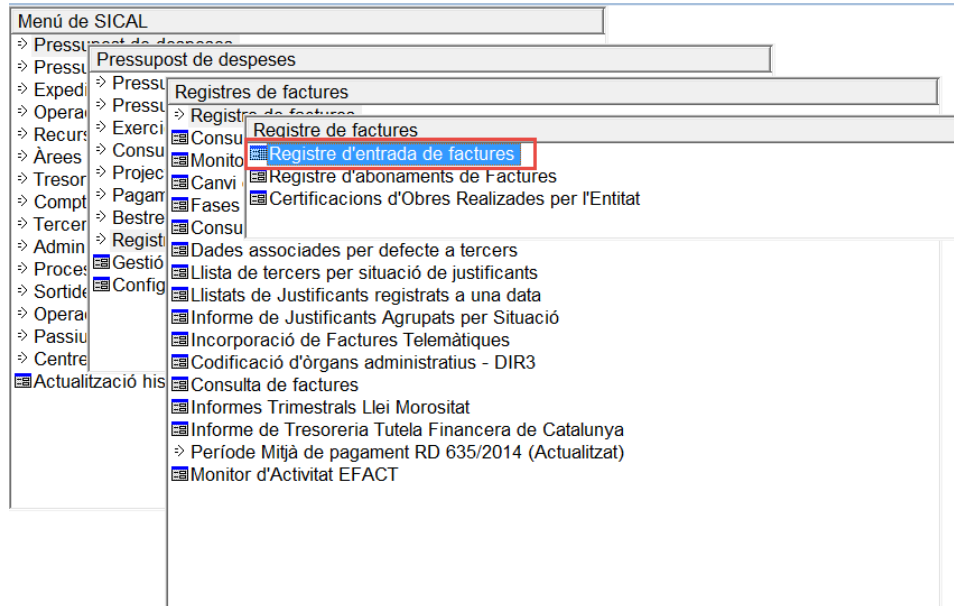 Menú de SICAL
Pressupost de despeses
Pressu
Expedi
Opera
Recurs
Àrees
Tresor
Compt
Tercer
Admin
Proces
Sortide
Opera
Passiu
Centre
Actualització his
Pressupost de despeses
Pressu
Pressu
Exerci
Consu
Projec
Pagam
Bestre
Regist
Gestió
Config
Registres de factures
Registre de factures
Consu
Monito
Canvi
Fases
Consu
Dades associades per defecte a tercers
Llista de tercers per situació de justificants
Llistats de Justificants registrats a una data
Informe de Justificants Agrupats per Situació
Incorporació de Factures Telemàtiques
Codificació d'òrgans administratius - DIR3
Consulta de factures
Informes Trimestrals Llei Morositat
Informe de Tresoreria Tutela Financera de Catalunya
Període Mitjà de pagament RD 635/2014 (Actualitzat)
Monitor d'Activitat EFACT
Registre de factures
Registre d'entrada de factures
Registre d'abonaments de Factures
Certificacions d'Obres Realizades per l'Entitat